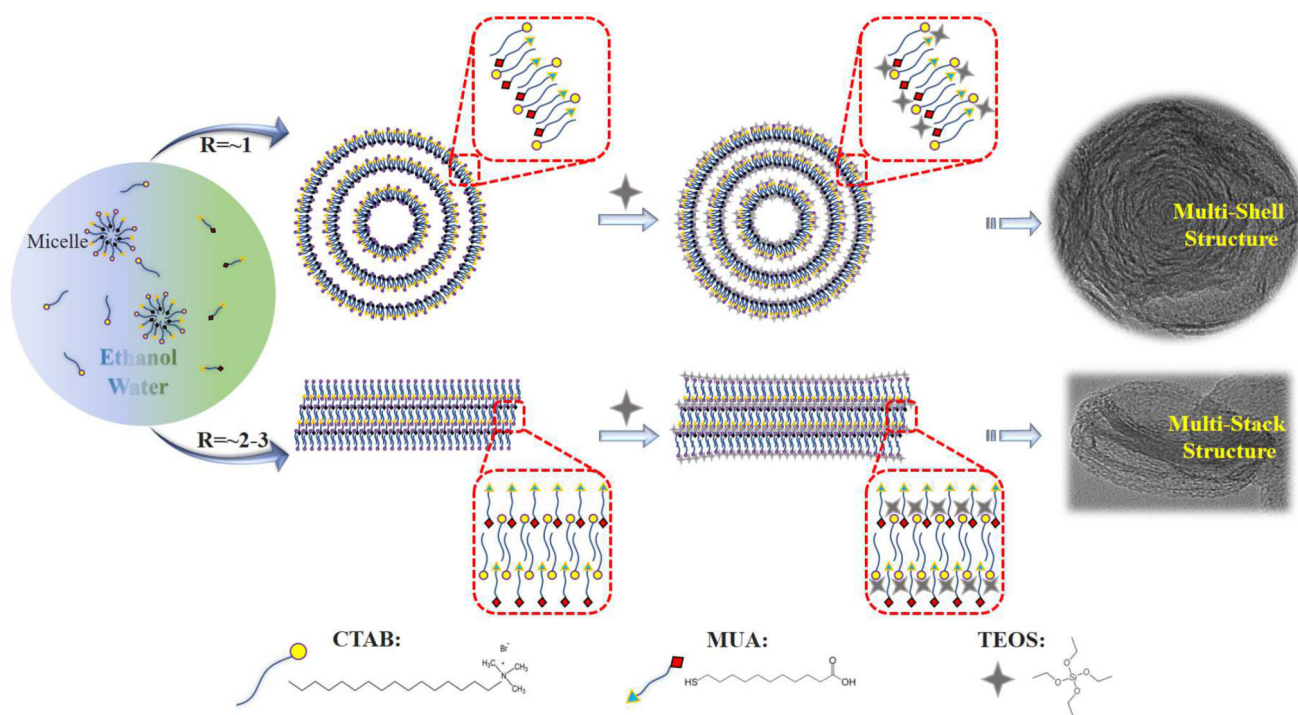 R=~1
Micelle
Ethanol
Water
R=~2-3
Multi-Shell
Structure
Multi-Stack
Structure
CTAB:
Br⁻
H₃C
CH₃
N⁺
CH₃
MUA:
HS
O
OH
TEOS:
O
O
Si
O
O